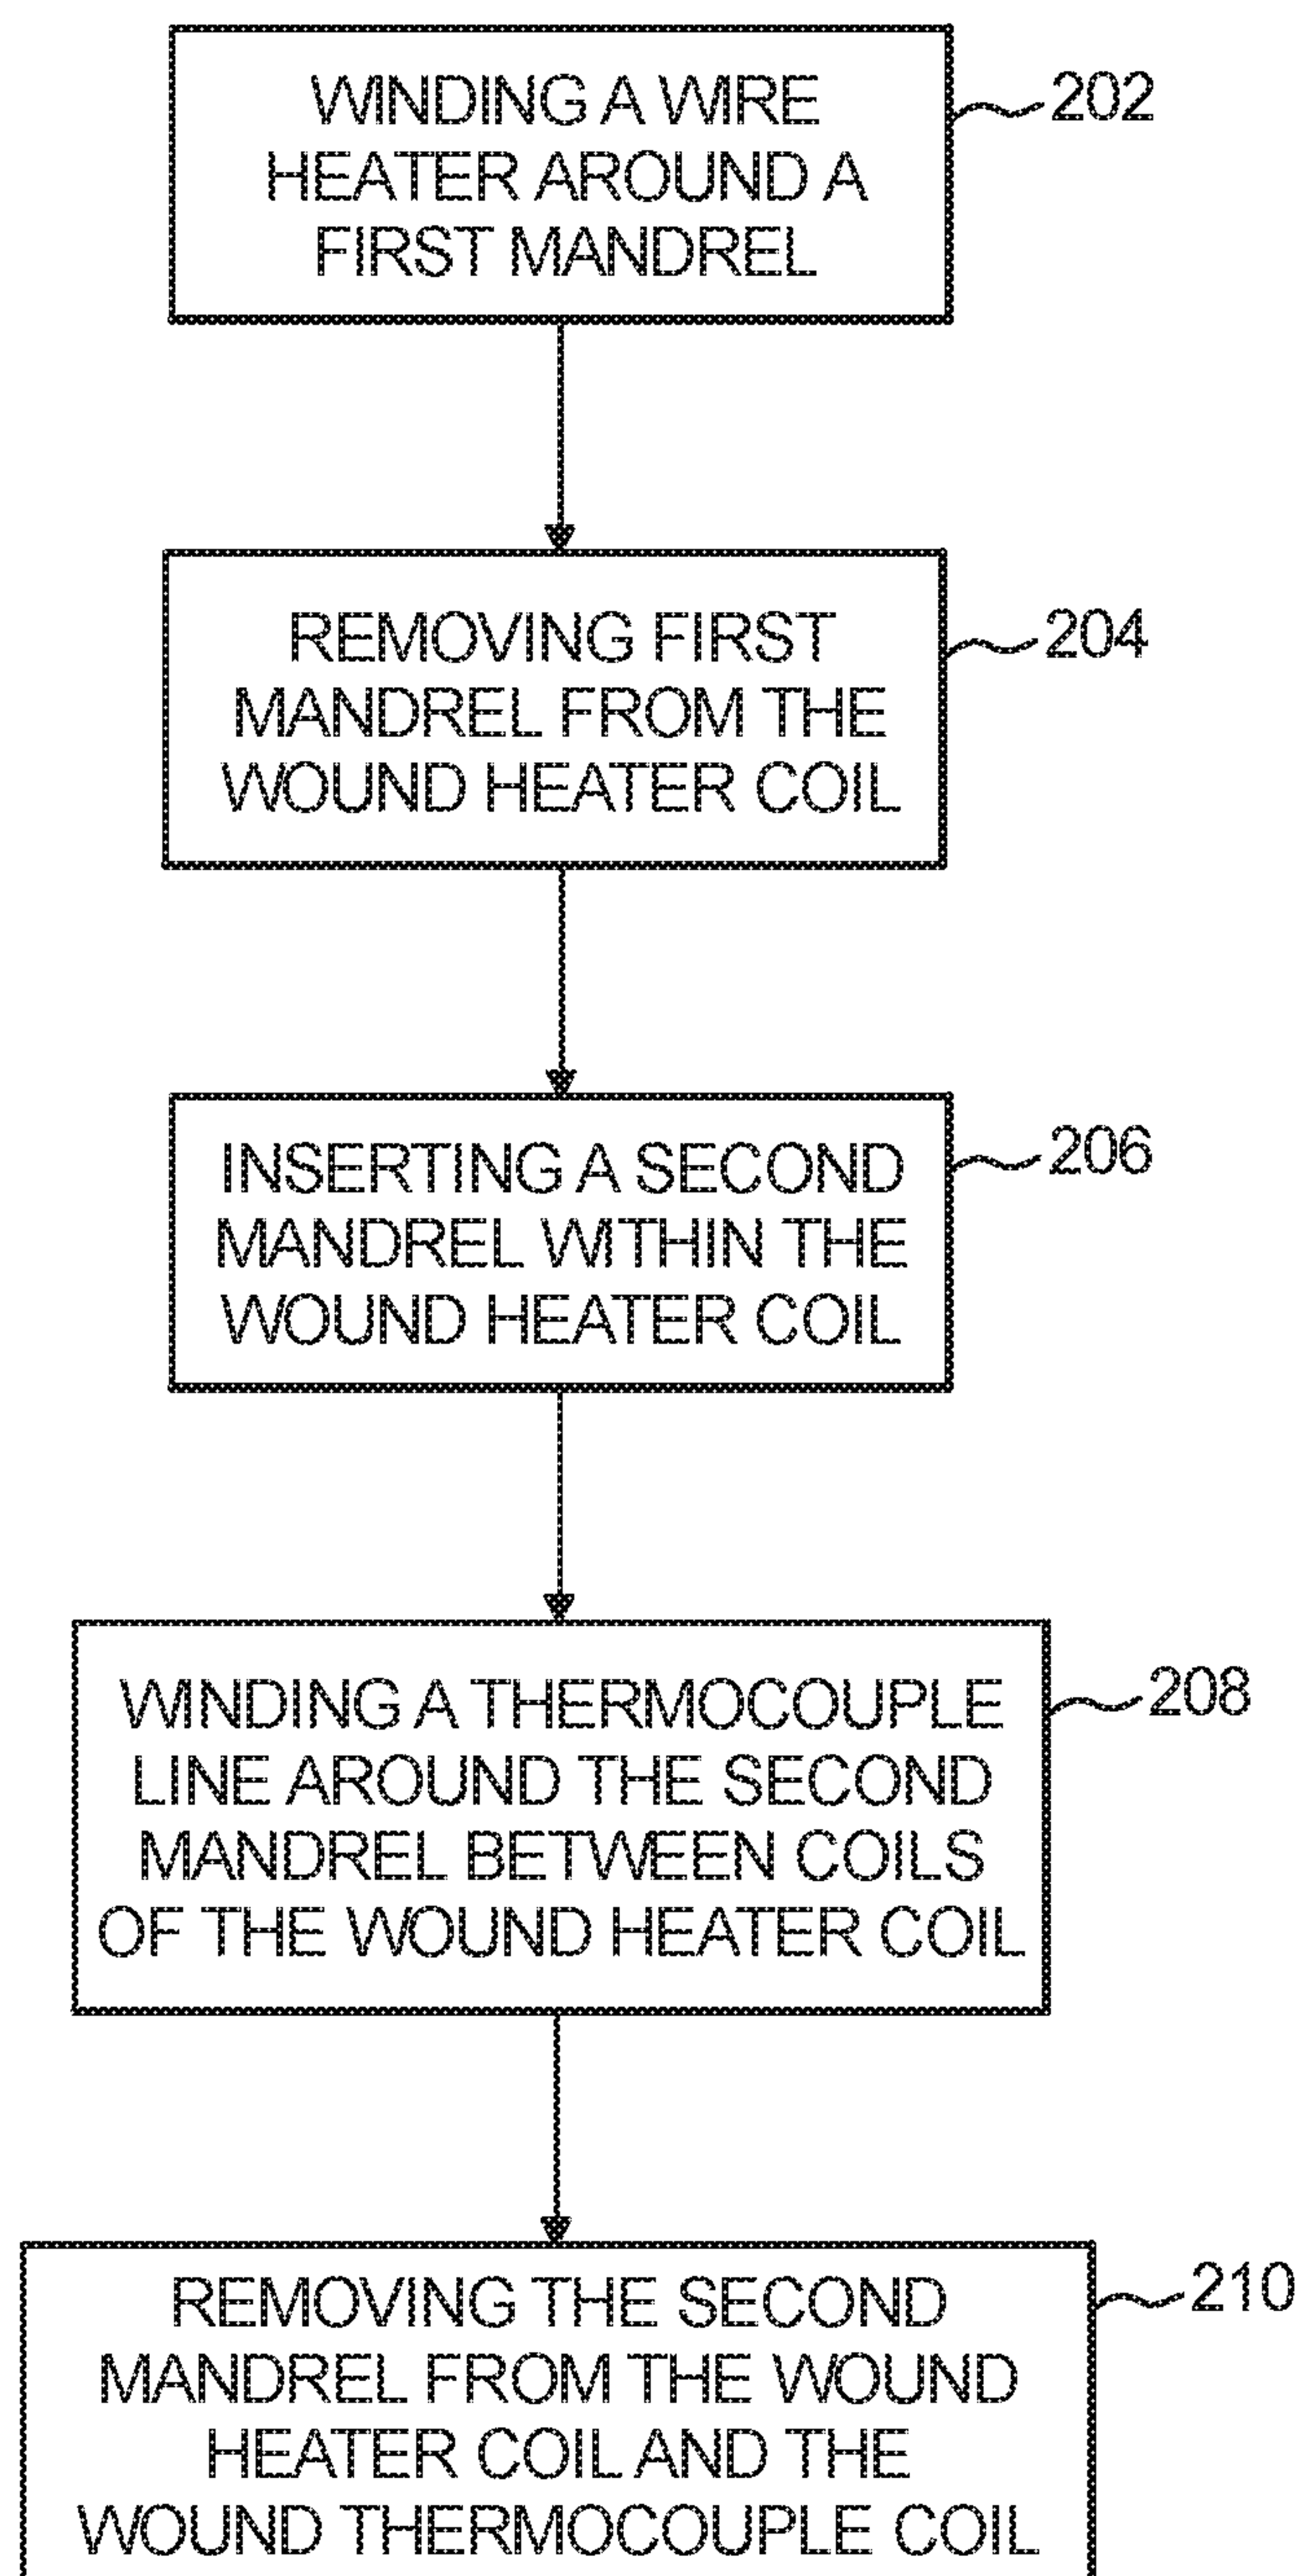 WINDING A WIRE
HEATER AROUND A
FIRST MANDREL
202
REMOVING FIRST
MANDREL FROM THE
WOUND HEATER COIL
204
INSERTING A SECOND
MANDREL WITHIN THE
WOUND HEATER COIL
206
WINDING A THERMOCOUPLE
LINE AROUND THE SECOND
MANDREL BETWEEN COILS
OF THE WOUND HEATER COIL
208
REMOVING THE SECOND
MANDREL FROM THE WOUND
HEATER COIL AND THE
WOUND THERMOCOUPLE COIL
210